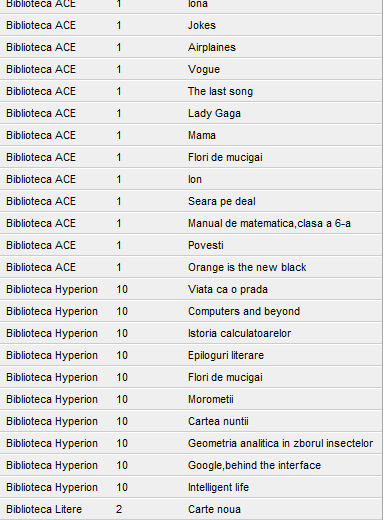 Biblioteca ACE 1 Iona
Biblioteca ACE 1 Jokes
Biblioteca ACE 1 Airplaines
Biblioteca ACE 1 Vogue
Biblioteca ACE 1 The last song
Biblioteca ACE 1 Lady Gaga
Biblioteca ACE 1 Mama
Biblioteca ACE 1 Flori de mucigai
Biblioteca ACE 1 Ion
Biblioteca ACE 1 Seara pe deal
Biblioteca ACE 1 Manual de matematica,clasa a 6-a
Biblioteca ACE 1 Povesti
Biblioteca ACE 1 Orange is the new black
Biblioteca Hyperion 10 Viata ca o prada
Biblioteca Hyperion 10 Computers and beyond
Biblioteca Hyperion 10 Istoria calculatoarelor
Biblioteca Hyperion 10 Epiloguri literare
Biblioteca Hyperion 10 Flori de mucigai
Biblioteca Hyperion 10 Morometii
Biblioteca Hyperion 10 Cartea nuntii
Biblioteca Hyperion 10 Geometria analitica in zborul insectelor
Biblioteca Hyperion 10 Google,behind the interface
Biblioteca Hyperion 10 Intelligent life
Biblioteca Litere 2 Carte noua